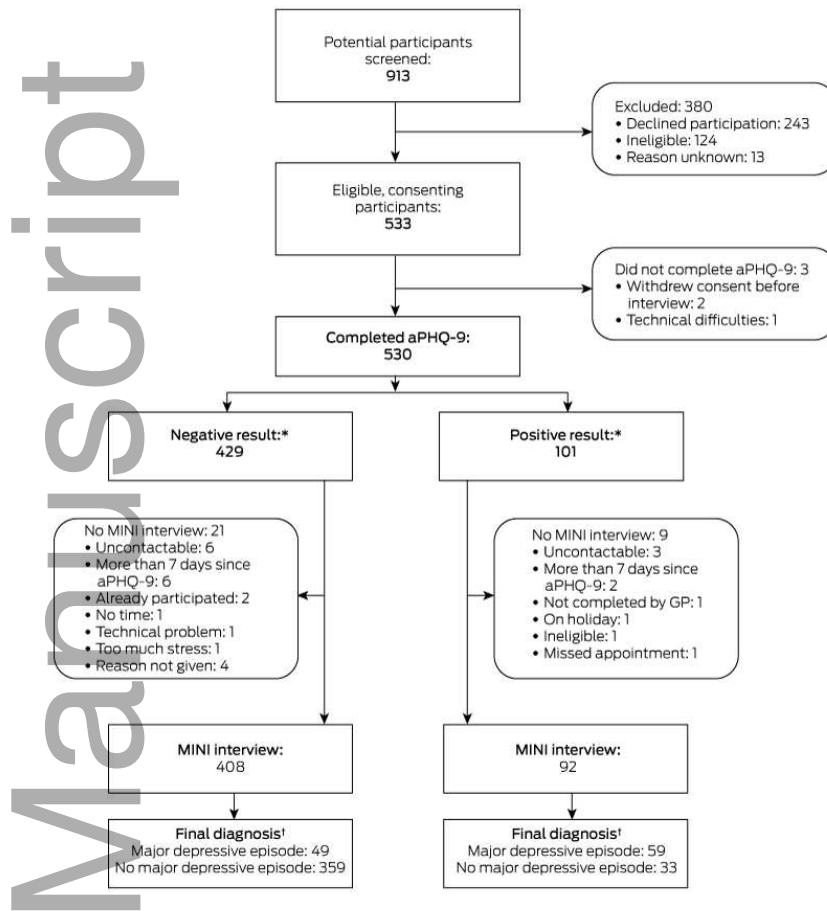 Manuscript
Potential participants
screened:
913
Excluded: 380
• Declined participation: 243
• Ineligible: 124
• Reason unknown: 13
Eligible, consenting
participants:
533
Did not complete aPHQ-9: 3
• Withdrew consent before
interview: 2
• Technical difficulties: 1
Completed aPHQ-9:
530
Negative result:*
429
Positive result:*
101
No MINI interview: 21
• Uncontactable: 6
• More than 7 days since
aPHQ-9: 6
• Already participated: 2
• No time: 1
• Technical problem: 1
• Too much stress: 1
• Reason not given: 4
No MINI interview: 9
• Uncontactable: 3
• More than 7 days since
aPHQ-9: 2
• Not completed by GP: 1
• On holiday: 1
• Ineligible: 1
• Missed appointment: 1
MINI interview:
408
MINI interview:
92
Final diagnosis†
Major depressive episode: 49
No major depressive episode: 359
Final diagnosis†
Major depressive episode: 59
No major depressive episode: 33